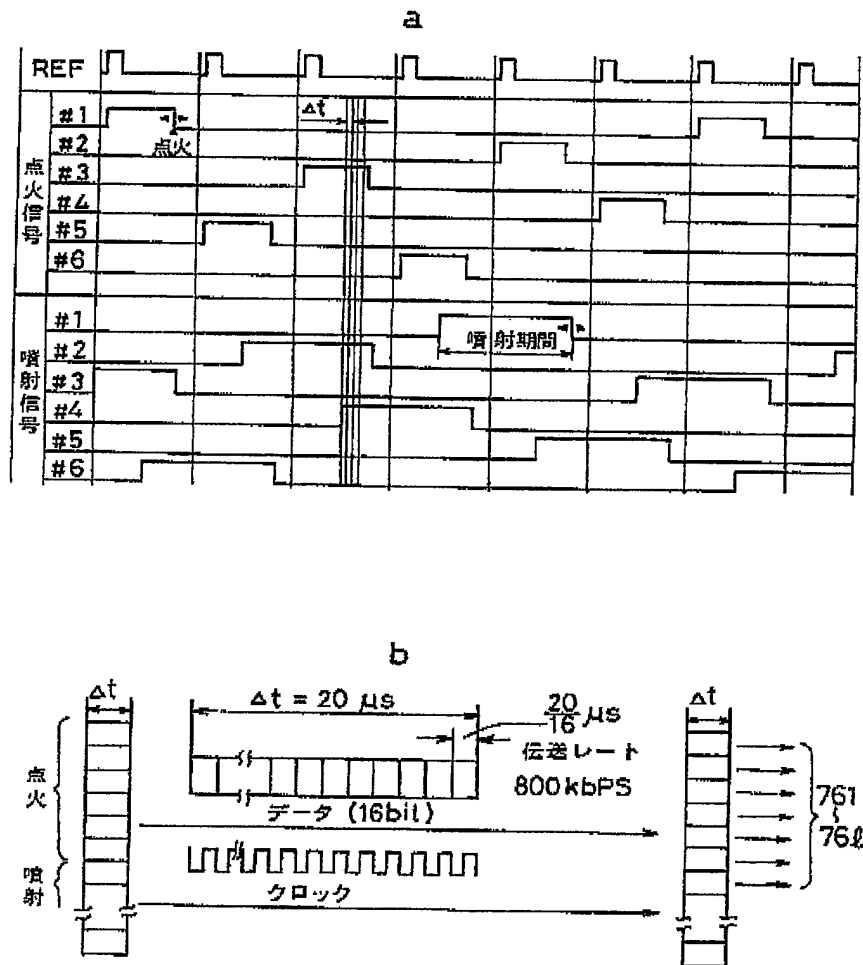 a
REF
点火信号
#1
点火
Δt
#2
#3
#4
#5
#6
噴射信号
#1
噴射期間
#2
#3
#4
#5
#6
b
Δt
Δt = 20 μs
20/16 μs
伝送レート
800kbPS
データ (16bit)
クロック
点火
噴射
Δt
761
〜
76ℓ